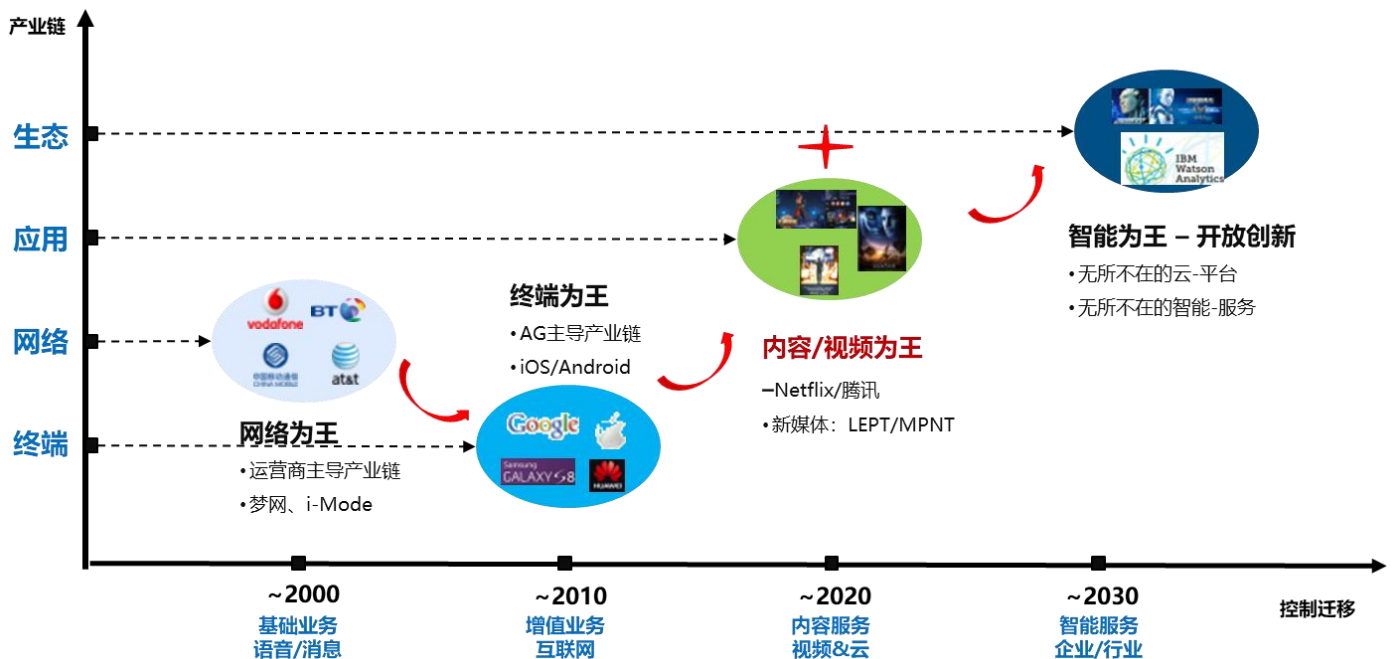 产业链
生态
应用
网络
终端
vodafone
BT
中国移动通信
CHINA MOBILE
at&t
网络为王
•运营商主导产业链
•梦网、i-Mode
终端为王
•AG主导产业链
•iOS/Android
Google
Samsung
GALAXY S8
HUAWEI
内容/视频为王
–Netflix/腾讯
•新媒体：LEPT/MPNT
IBM
Watson
Analytics
智能为王 – 开放创新
•无所不在的云-平台
•无所不在的智能-服务
~2000
基础业务
语音/消息
~2010
增值业务
互联网
~2020
内容服务
视频&云
~2030
智能服务
企业/行业
控制迁移